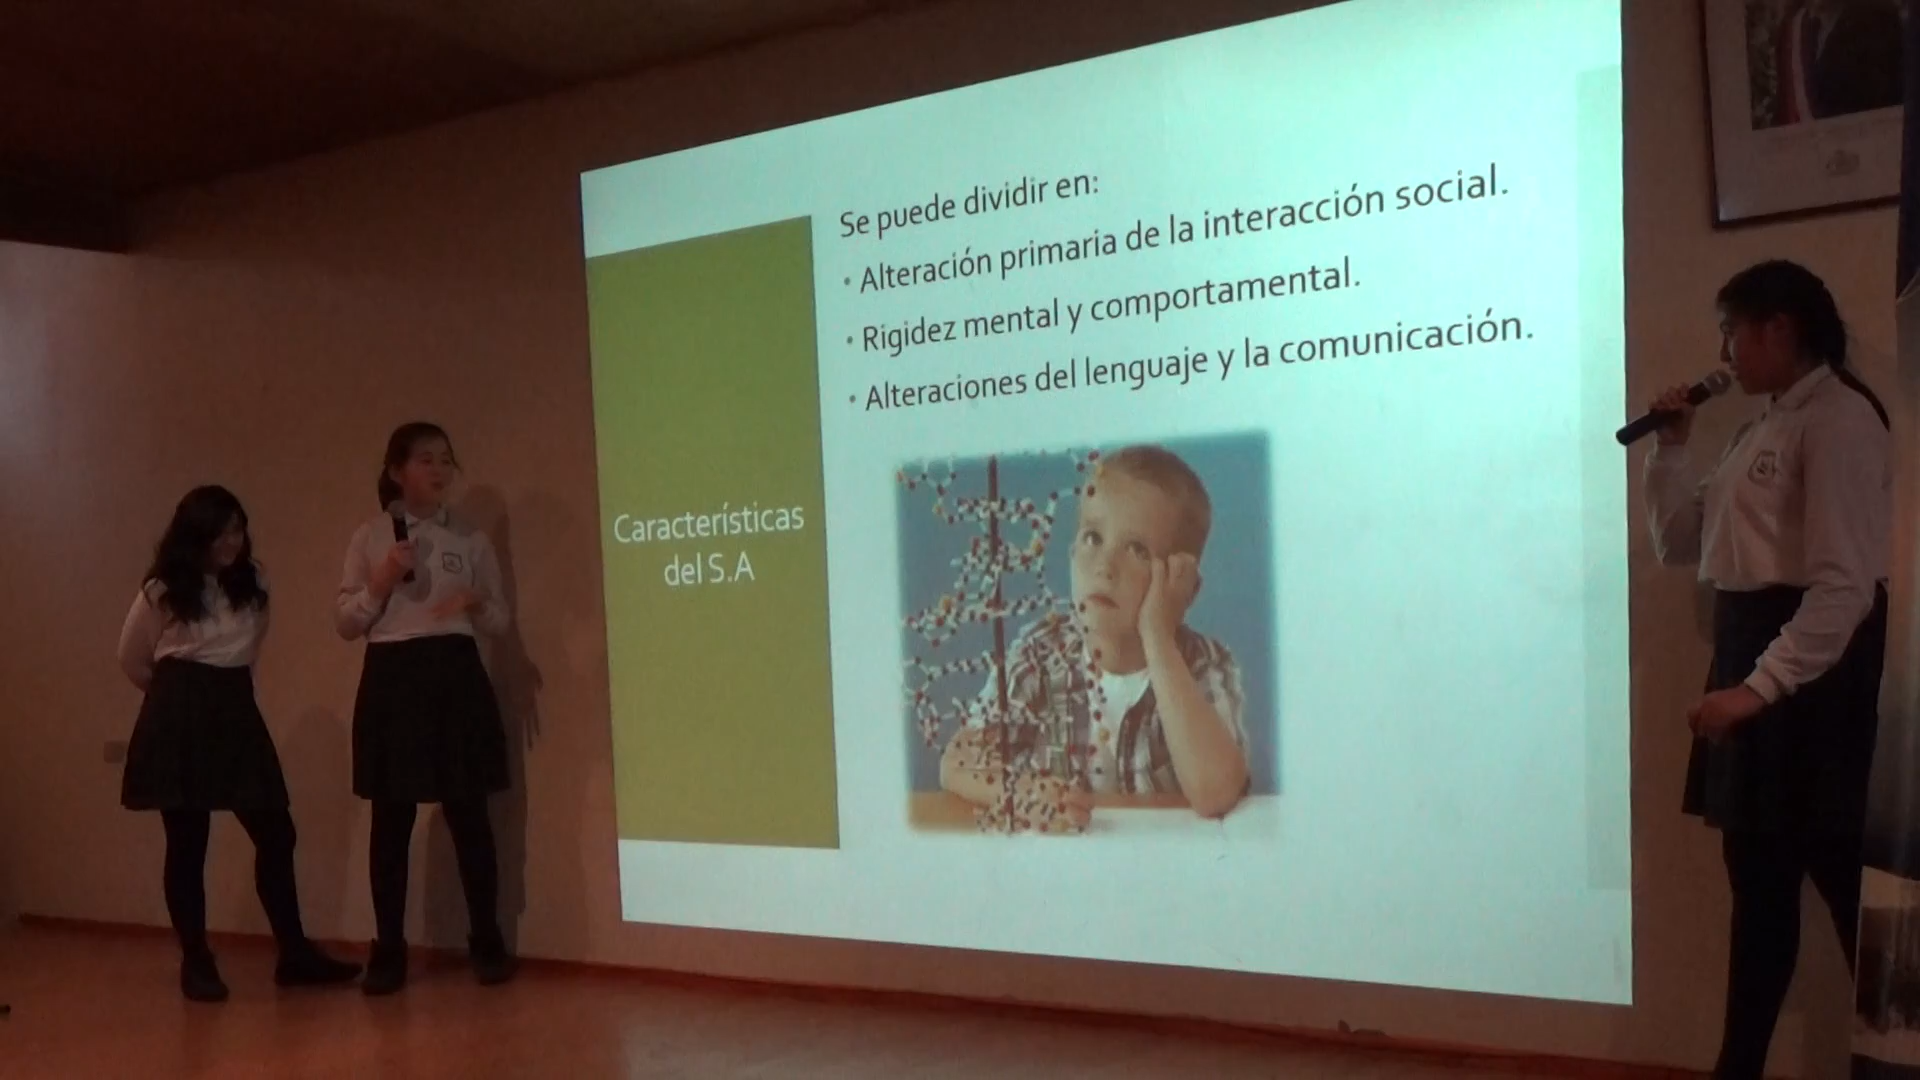 Se puede dividir en:
• Alteración primaria de la interacción social.
• Rigidez mental y comportamental.
• Alteraciones del lenguaje y la comunicación.
Características
del S.A